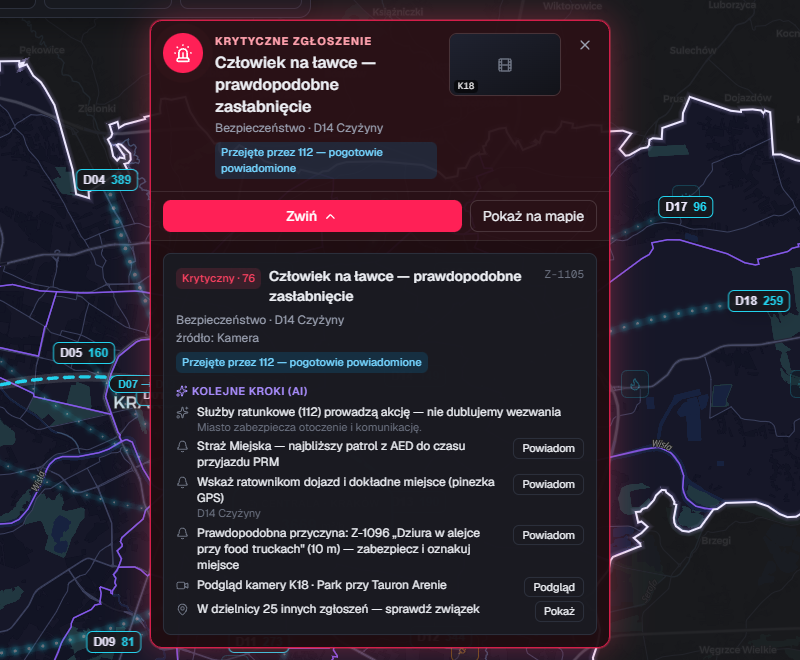 Książniczki
Wiktorowice
Luborzyca
Pękowice
Sulechów
Zielonki
Dojazdów
KRYTYCZNE ZGŁOSZENIE
Człowiek na ławce —
prawdopodobne
zasłabnięcie
Bezpieczeństwo · D14 Czyżyny
Przejęte przez 112 — pogotowie
powiadomione
K18
Zwiń
Pokaż na mapie
D04 389
D17 96
D18 259
D05 160
D07 —
D09 81
Krytyczny · 76
Człowiek na ławce — prawdopodobne
zasłabnięcie
Z-1105
Bezpieczeństwo · D14 Czyżyny
źródło: Kamera
Przejęte przez 112 — pogotowie powiadomione
KOLEJNE KROKI (AI)
Służby ratunkowe (112) prowadzą akcję — nie dublujemy wezwania
Miasto zabezpiecza otoczenie i komunikację.
Straż Miejska — najbliższy patrol z AED do czasu
przyjazdu PRM
Powiadom
Wskaż ratownikom dojazd i dokładne miejsce (pinezka
GPS)
D14 Czyżyny
Powiadom
Prawdopodobna przyczyna: Z-1096 „Dziura w alejce
przy food truckach" (10 m) — zabezpiecz i oznakuj
miejsce
Powiadom
Podgląd kamery K18 · Park przy Tauron Arenie
Podgląd
W dzielnicy 25 innych zgłoszeń — sprawdź związek
Pokaż
Wisła
Wisła
Brzegi
Węgrzce Wielkie